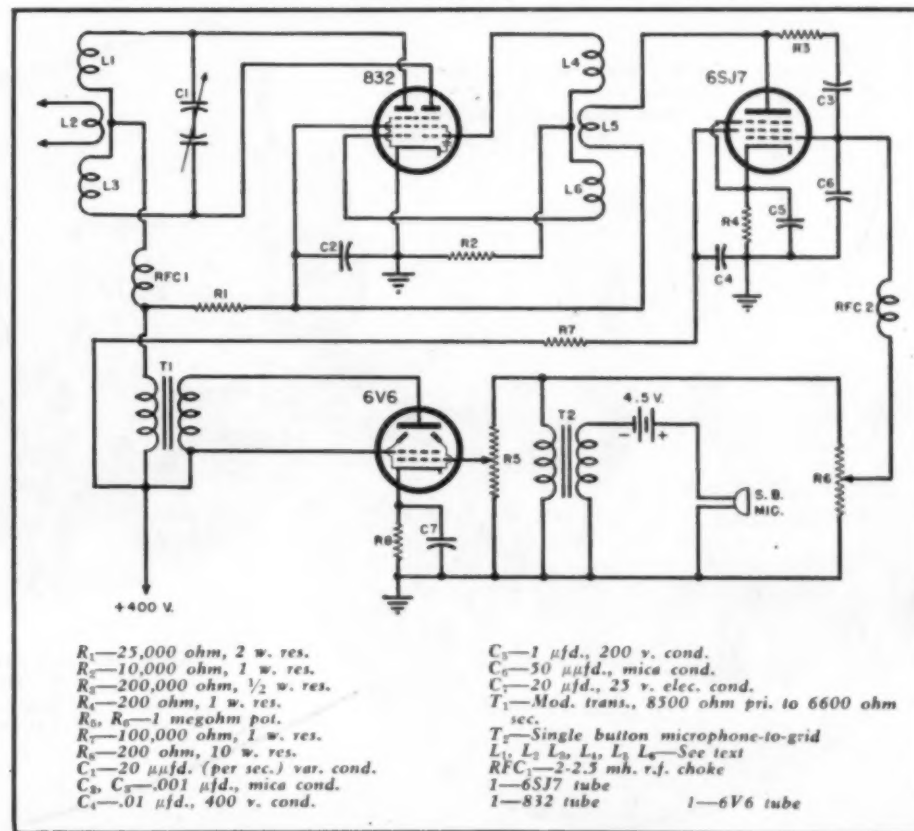 L1
832
L4
6SJ7
R3
C1
L2
L5
C3
L3
L6
R4
C5
C6
C2
R2
C4
RFC 1
R1
R7
RFC 2
T1
6V6
4.5 V.
T2
- +
R5
R6
S. B.
MIC.
R8
C7
+400 V.
R₁—25,000 ohm, 2 w. res.
R₂—10,000 ohm, 1 w. res.
R₃—200,000 ohm, ½ w. res.
R₄—200 ohm, 1 w. res.
R₅, R₆—1 megohm pot.
R₇—100,000 ohm, 1 w. res.
R₈—200 ohm, 10 w. res.
C₁—20 μμfd. (per sec.) var. cond.
C₂, C₃—.001 μfd., mica cond.
C₄—.01 μfd., 400 v. cond.
C₅—1 μfd., 200 v. cond.
C₆—50 μμfd., mica cond.
C₇—20 μfd., 25 v. elec. cond.
T₁—Mod. trans., 8500 ohm pri. to 6600 ohm
sec.
T₂—Single button microphone-to-grid
L₁, L₂ L₃, L₄, L₅ L₆—See text
RFC₁—2-2.5 mh. r.f. choke
1—6SJ7 tube
1—832 tube 1—6V6 tube